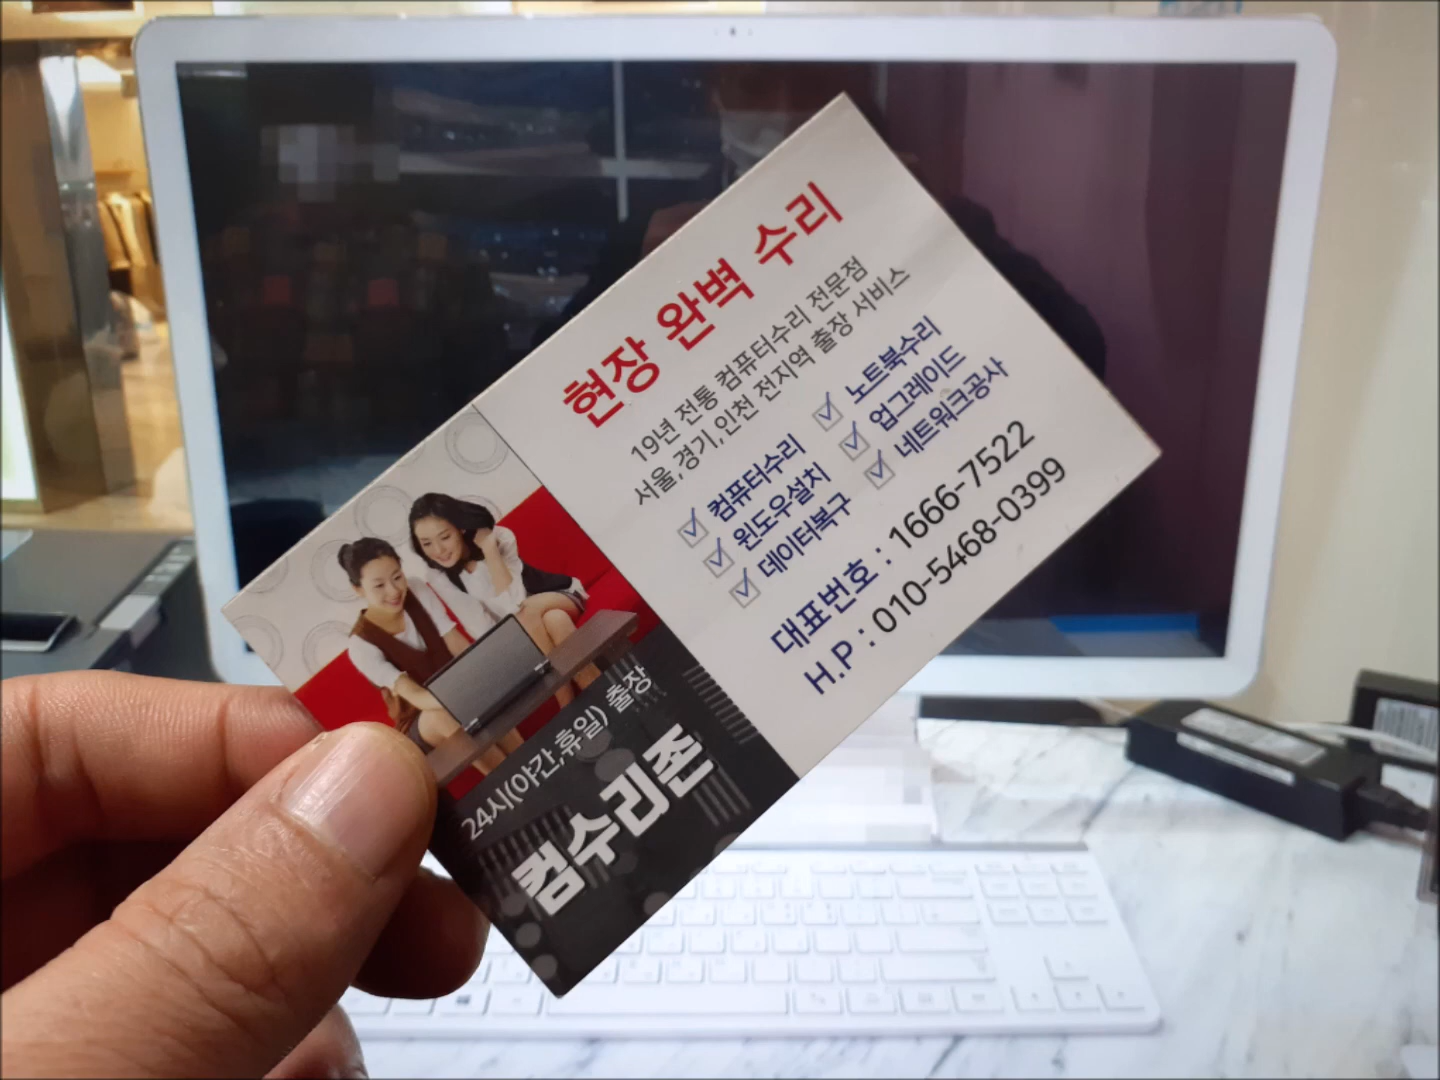 현장 완벽 수리
19년 전통 컴퓨터수리 전문점
서울,경기,인천 전지역 출장 서비스
컴퓨터수리
윈도우설치
데이터복구
노트북수리
업그레이드
네트워크공사
대표번호 : 1666-7522
H.P : 010-5468-0399
24시(야간,휴일) 출장
컴수리존